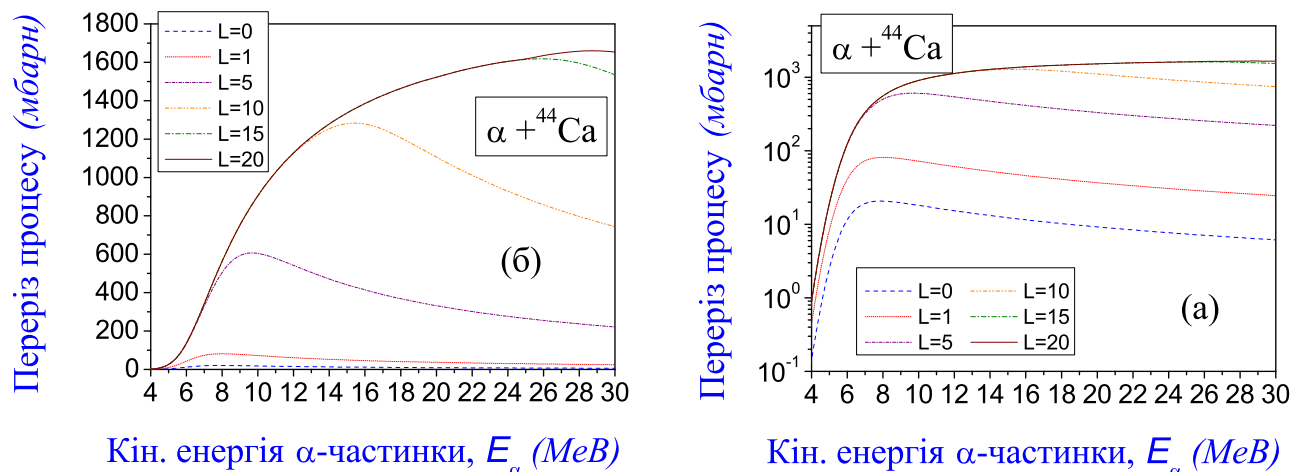 Переріз процесу (мбарн)
1800
1600
1400
1200
1000
800
600
400
200
0
L=0
L=1
L=5
L=10
L=15
L=20
α + ⁴⁴Ca
(б)
4 6 8 10 12 14 16 18 20 22 24 26 28 30
Кін. енергія α-частинки, Eα (МеВ)
Переріз процесу (мбарн)
α + ⁴⁴Ca
10³
10²
10¹
10⁰
10⁻¹
L=0 L=10
L=1 L=15
L=5 L=20
(а)
4 6 8 10 12 14 16 18 20 22 24 26 28 30
Кін. енергія α-частинки, Eα (МеВ)